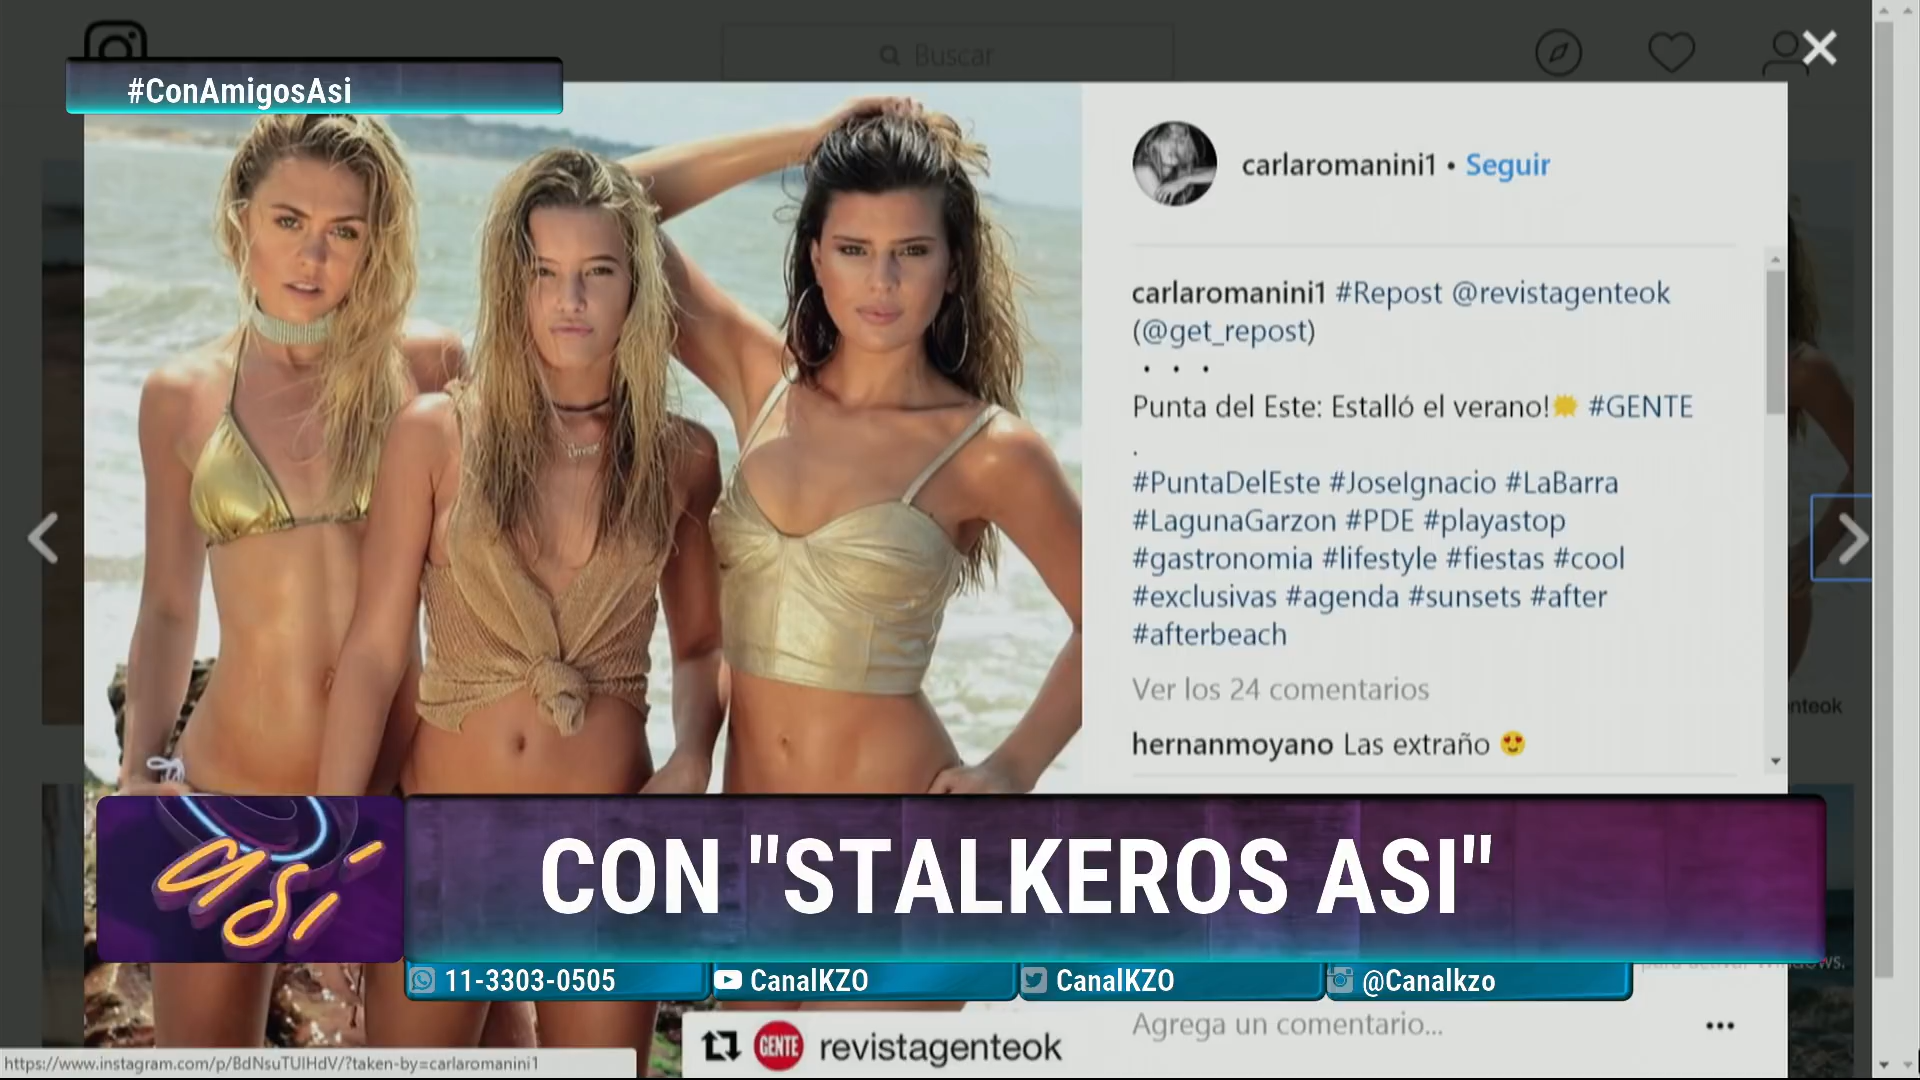 Buscar
#ConAmigosAsi
carlaromanini1 • Seguir
carlaromanini1 #Repost @revistagenteok
(@get_repost)
· · ·
Punta del Este: Estalló el verano! #GENTE
.
#PuntaDelEste #JoseIgnacio #LaBarra
#LagunaGarzon #PDE #playastop
#gastronomia #lifestyle #fiestas #cool
#exclusivas #agenda #sunsets #after
#afterbeach
Ver los 24 comentarios
nteok
hernanmoyano Las extraño 😍
así
CON "STALKEROS ASI"
11-3303-0505
CanalKZO
CanalKZO
@Canalkzo
Agrega un comentario...
GENTE revistagenteok
https://www.instagram.com/p/BdNsuTUlHdV/?taken-by=carlaromanini1